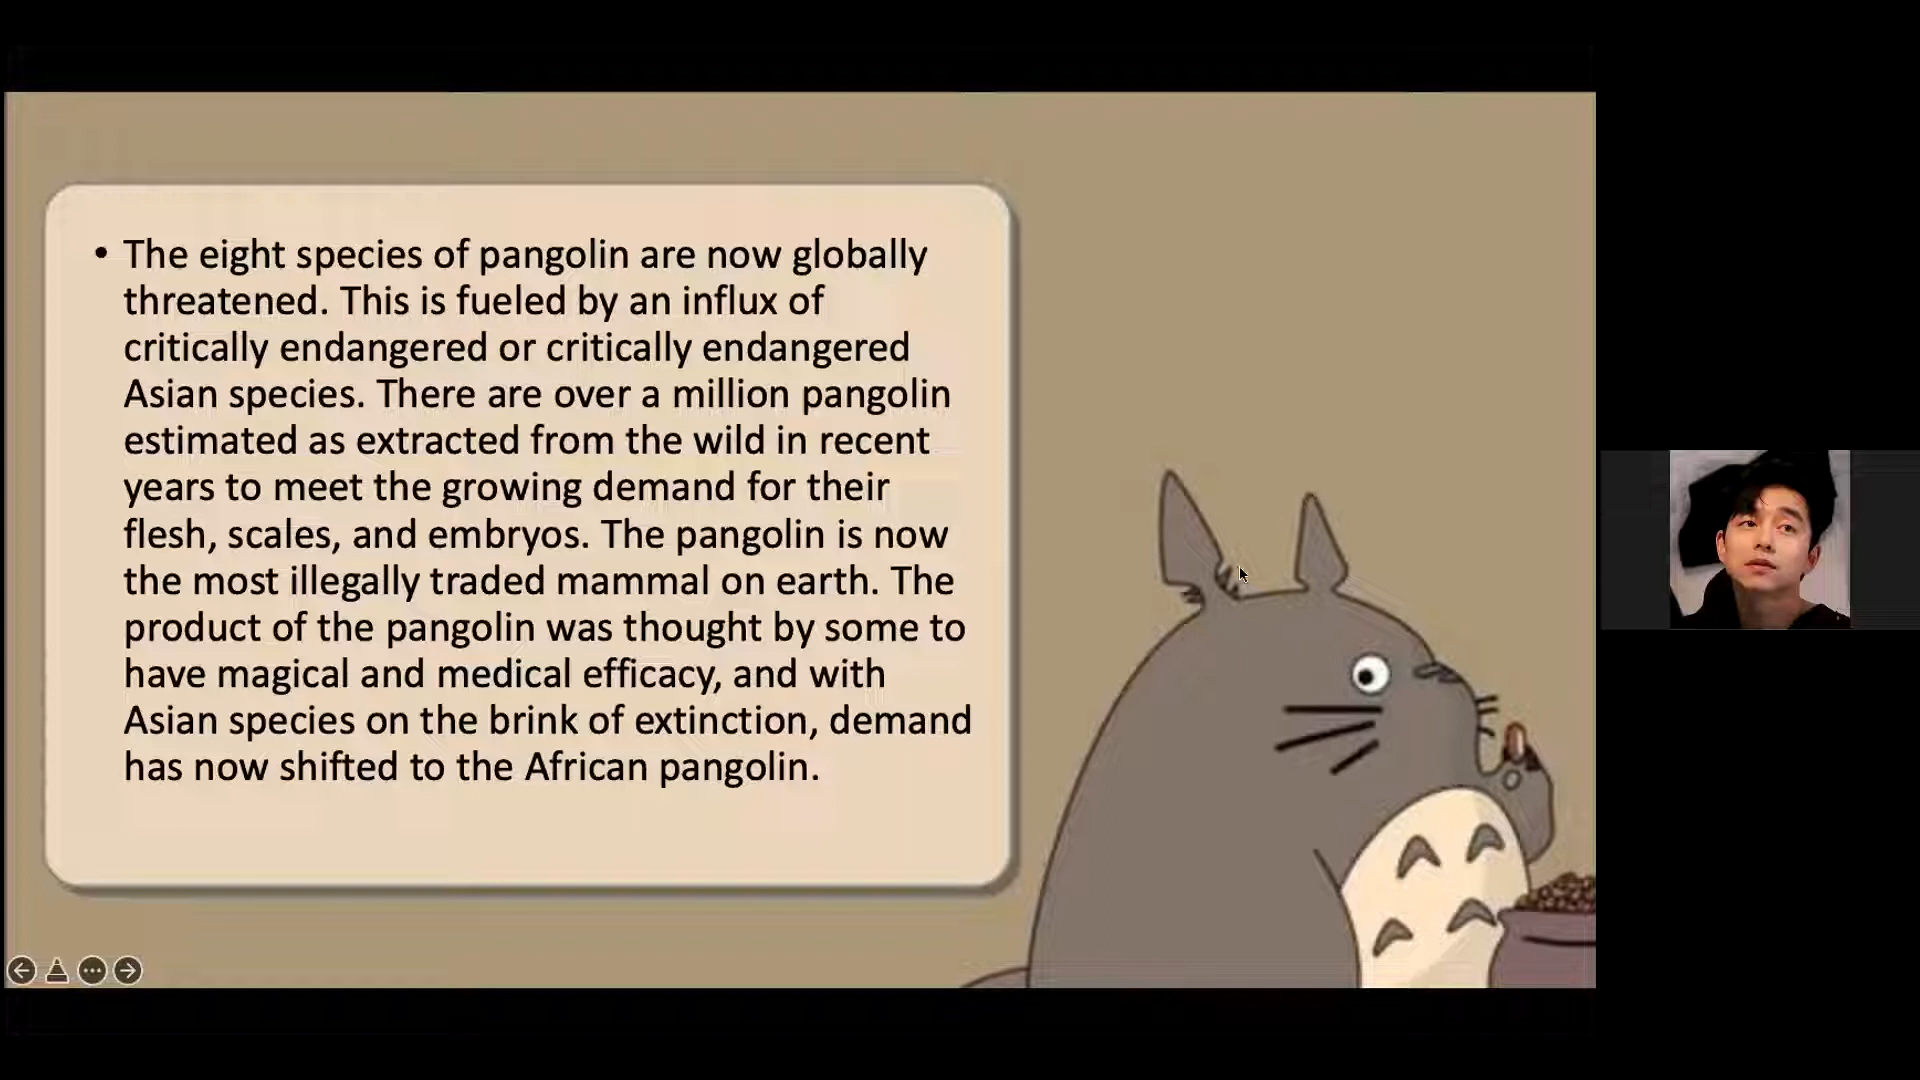 • The eight species of pangolin are now globally
threatened. This is fueled by an influx of
critically endangered or critically endangered
Asian species. There are over a million pangolin
estimated as extracted from the wild in recent
years to meet the growing demand for their
flesh, scales, and embryos. The pangolin is now
the most illegally traded mammal on earth. The
product of the pangolin was thought by some to
have magical and medical efficacy, and with
Asian species on the brink of extinction, demand
has now shifted to the African pangolin.